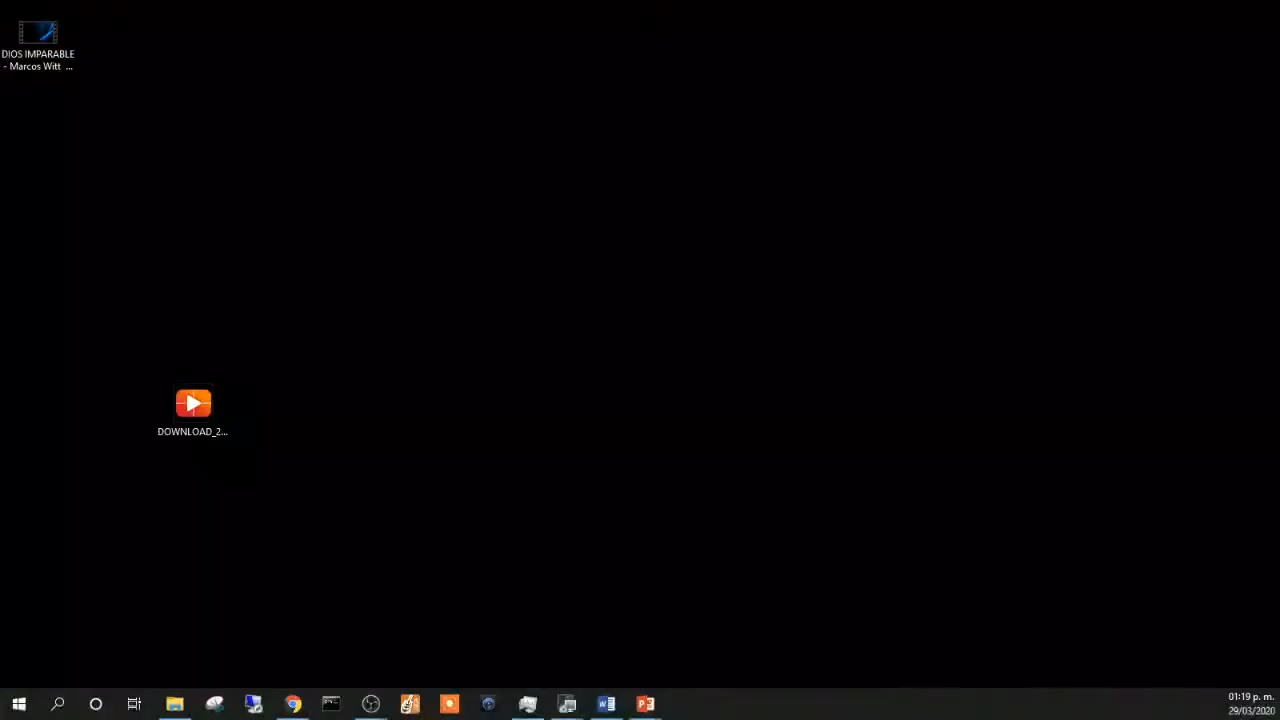 DIOS IMPARABLE
- Marcos Witt ...
DOWNLOAD_2...
01:19 p. m.
29/03/2020